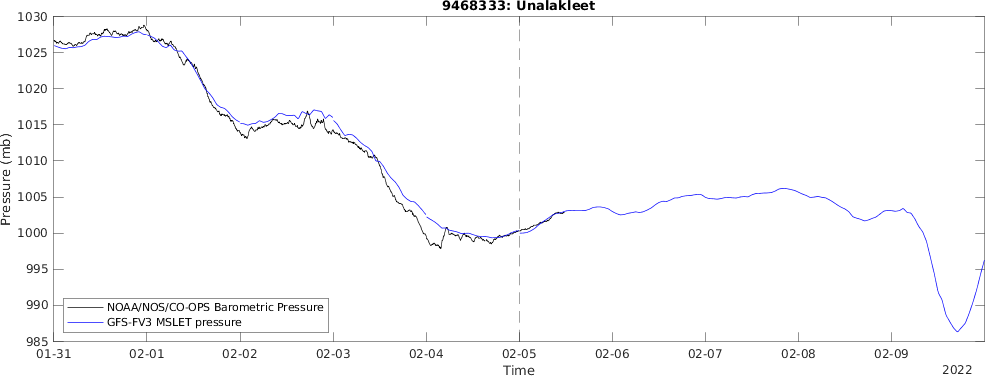 9468333: Unalakleet
1030
1025
1020
1015
1010
1005
1000
995
990
985
Pressure (mb)
NOAA/NOS/CO-OPS Barometric Pressure
GFS-FV3 MSLET pressure
01-31 02-01 02-02 02-03 02-04 02-05 02-06 02-07 02-08 02-09
Time
2022